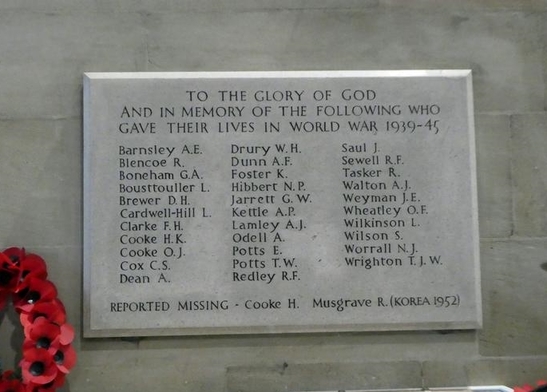 TO THE GLORY OF GOD
AND IN MEMORY OF THE FOLLOWING WHO
GAVE THEIR LIVES IN WORLD WAR 1939-45
Barnsley A.E.
Blencoe R.
Boneham G.A.
Bousttouller L.
Brewer D.H.
Cardwell-Hill L.
Clarke F.H.
Cooke H.K.
Cooke O.J.
Cox C.S.
Dean A.
Drury W.H.
Dunn A.F.
Foster K.
Hibbert N.P.
Jarrett G.W.
Kettle A.P.
Lamley A.J.
Odell A.
Potts E.
Potts T.W.
Redley R.F.
Saul J.
Sewell R.F.
Tasker R.
Walton A.J.
Weyman J.E.
Wheatley O.F.
Wilkinson L.
Wilson S.
Worrall N.J.
Wrighton T.J.W.
REPORTED MISSING - Cooke H. Musgrave R. (KOREA 1952)